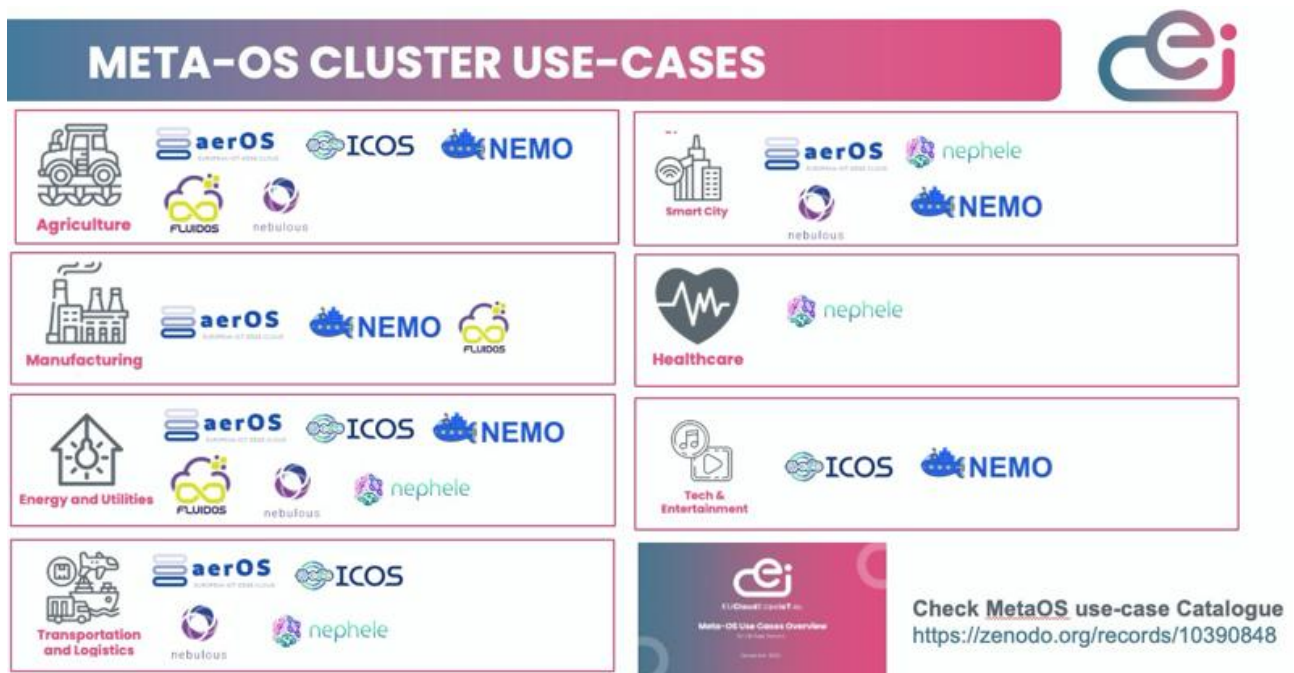 META-OS CLUSTER USE-CASES
Agriculture
aerOS
ICOS
NEMO
FLUIDOS
nebulous
Smart City
aerOS
nephele
nebulous
NEMO
Manufacturing
aerOS
NEMO
FLUIDOS
Healthcare
nephele
Energy and Utilities
aerOS
ICOS
NEMO
FLUIDOS
nebulous
nephele
Tech &
Entertainment
ICOS
NEMO
Transportation
and Logistics
aerOS
ICOS
nebulous
nephele
Meta-OS Use Cases Overview
Check MetaOS use-case Catalogue
https://zenodo.org/records/10390848